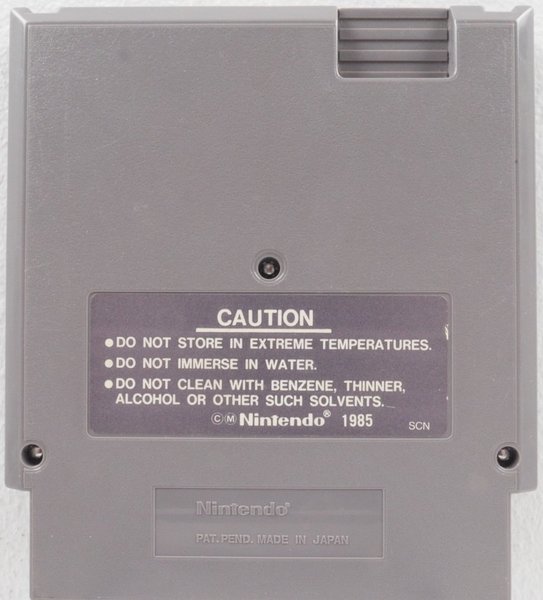 CAUTION
●DO NOT STORE IN EXTREME TEMPERATURES.
●DO NOT IMMERSE IN WATER.
●DO NOT CLEAN WITH BENZENE, THINNER,
ALCOHOL OR OTHER SUCH SOLVENTS.
©Ⓜ Nintendo® 1985 SCN
Nintendo®
PAT. PEND. MADE IN JAPAN